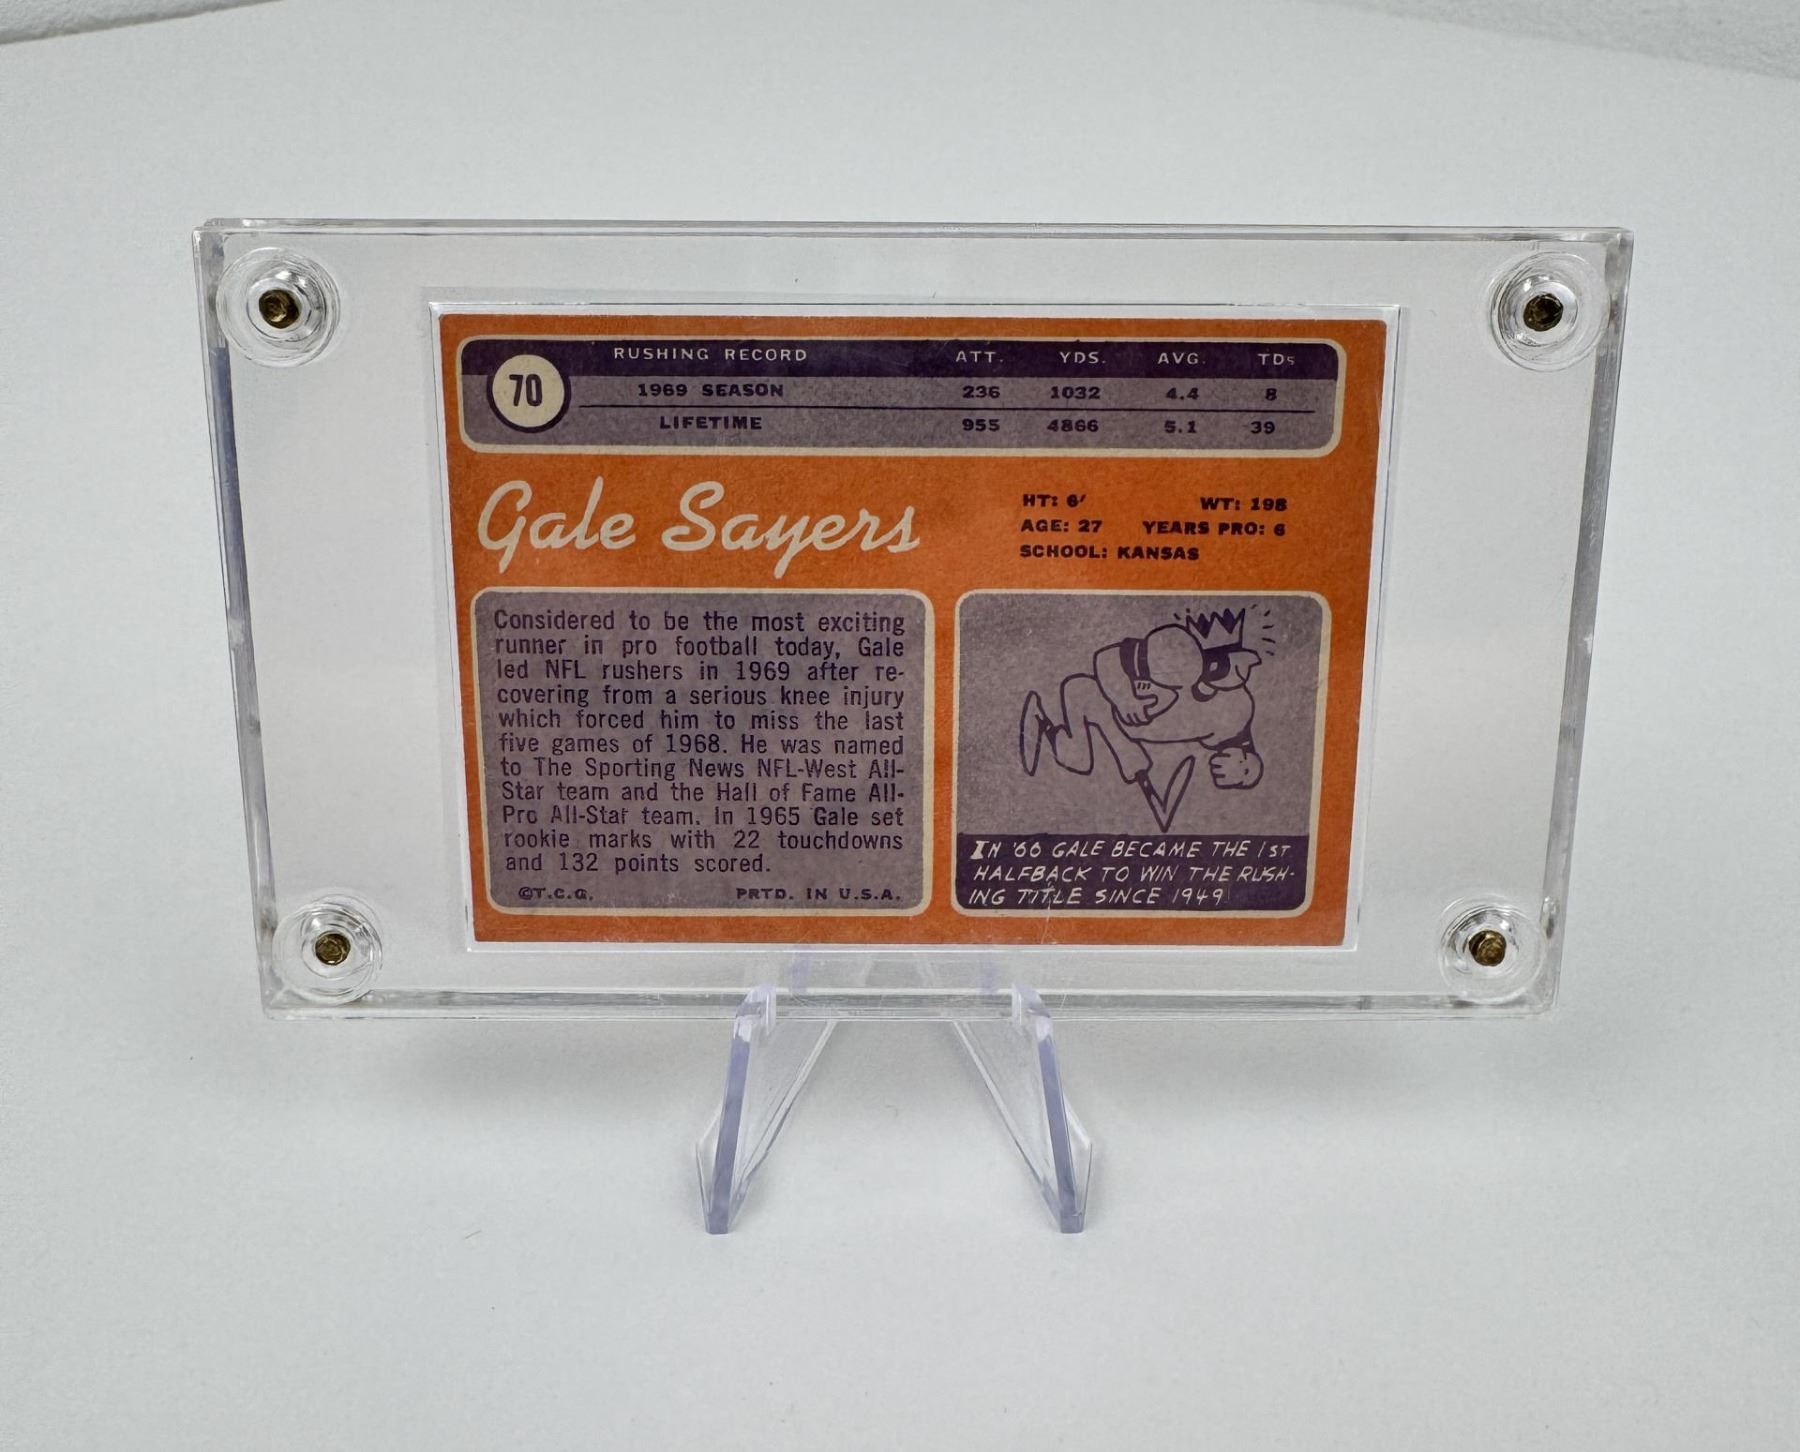 70
RUSHING RECORD ATT. YDS. AVG. TDs
1969 SEASON 236 1032 4.4 8
LIFETIME 955 4866 5.1 39
Gale Sayers
HT: 6' WT: 198
AGE: 27 YEARS PRO: 6
SCHOOL: KANSAS
Considered to be the most exciting
runner in pro football today, Gale
led NFL rushers in 1969 after re-
covering from a serious knee injury
which forced him to miss the last
five games of 1968. He was named
to The Sporting News NFL-West All-
Star team and the Hall of Fame All-
Pro All-Star team. In 1965 Gale set
rookie marks with 22 touchdowns
and 132 points scored.
©T.C.G. PRTD. IN U.S.A.
IN '66 GALE BECAME THE 1ST
HALFBACK TO WIN THE RUSH-
ING TITLE SINCE 1949